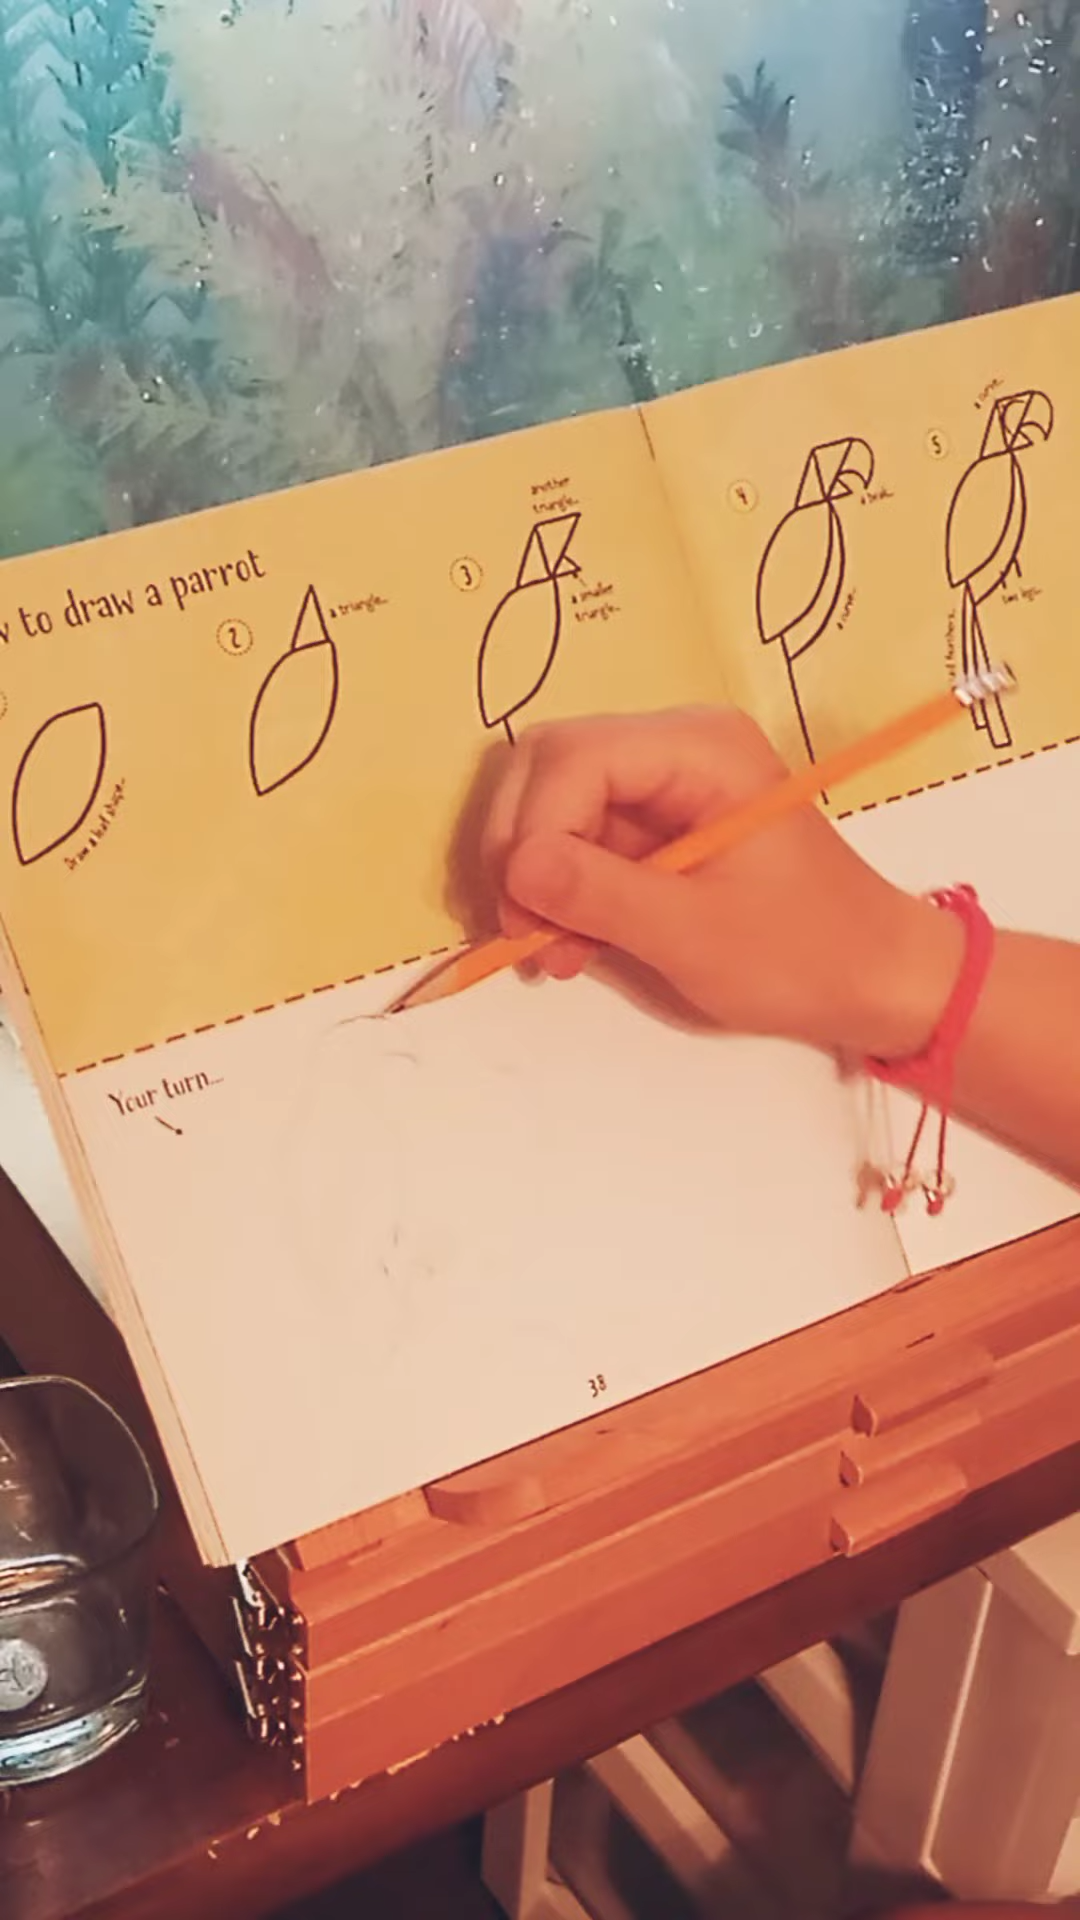 to draw a parrot
2
a triangle...
Draw a leaf shape...
3
another
triangle...
a smaller
triangle...
4
a beak...
a curve...
5
a curve...
two legs...
Your turn...
38